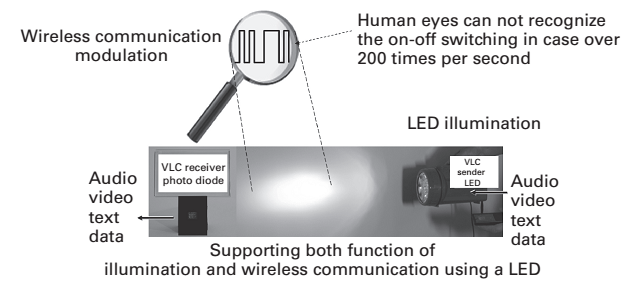 Wireless communication
modulation
Human eyes can not recognize
the on-off switching in case over
200 times per second
LED illumination
VLC receiver
photo diode
VLC
sender
LED
Audio
video
text
data
Audio
video
text
data
Supporting both function of
illumination and wireless communication using a LED